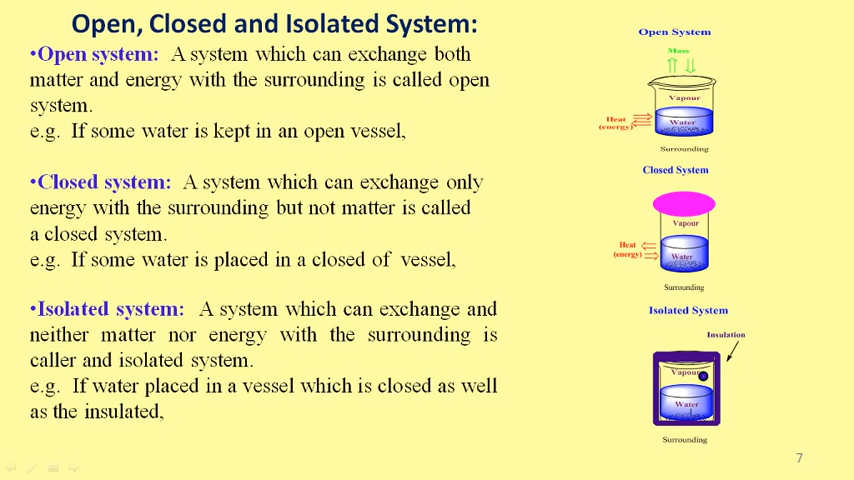 Open, Closed and Isolated System:
•Open system: A system which can exchange both
matter and energy with the surrounding is called open
system.
e.g. If some water is kept in an open vessel,
•Closed system: A system which can exchange only
energy with the surrounding but not matter is called
a closed system.
e.g. If some water is placed in a closed of vessel,
•Isolated system: A system which can exchange and
neither matter nor energy with the surrounding is
caller and isolated system.
e.g. If water placed in a vessel which is closed as well
as the insulated,
Open System
Mass
Vapour
Heat
(energy)
Water
Surrounding
Closed System
Vapour
Heat
(energy)
Water
Surrounding
Isolated System
Insulation
Vapour
Water
Surrounding
7